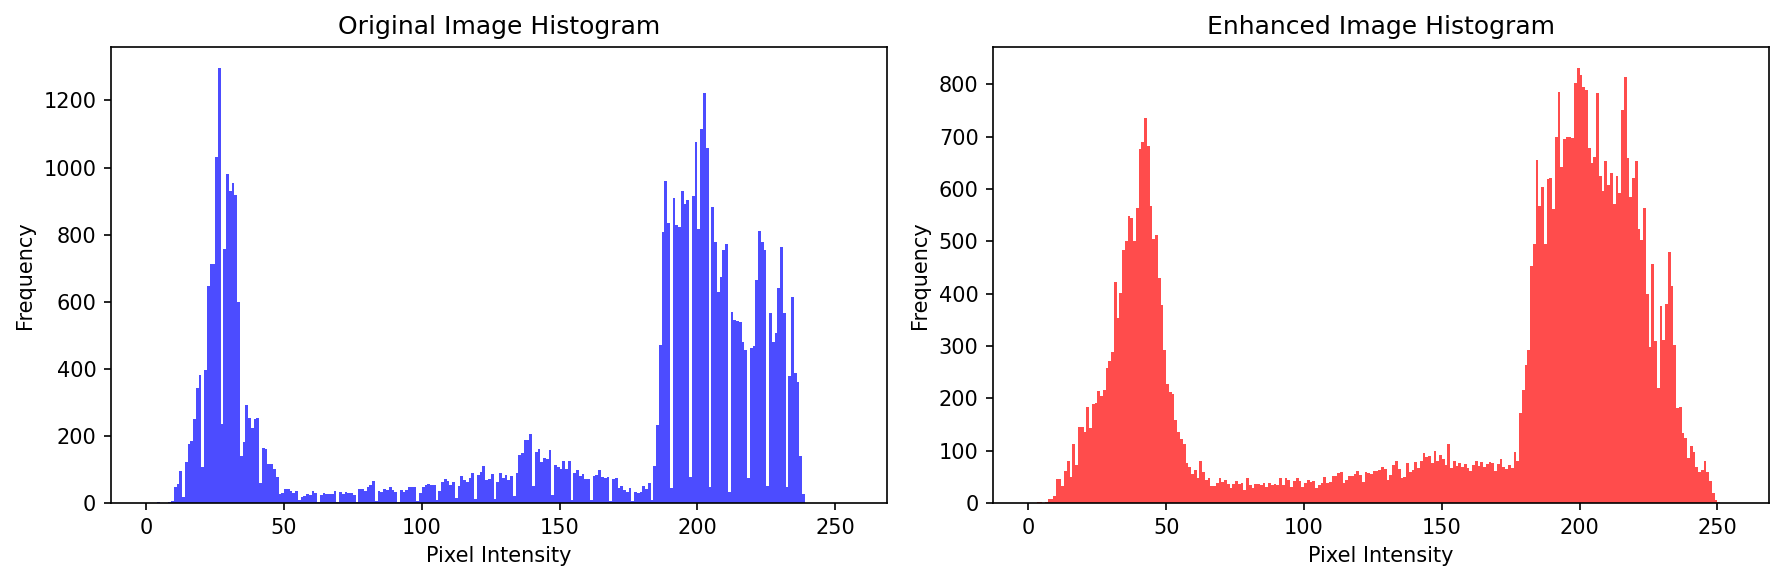 Original Image Histogram
Frequency
1200
1000
800
600
400
200
0
0 50 100 150 200 250
Pixel Intensity
Enhanced Image Histogram
Frequency
800
700
600
500
400
300
200
100
0
0 50 100 150 200 250
Pixel Intensity